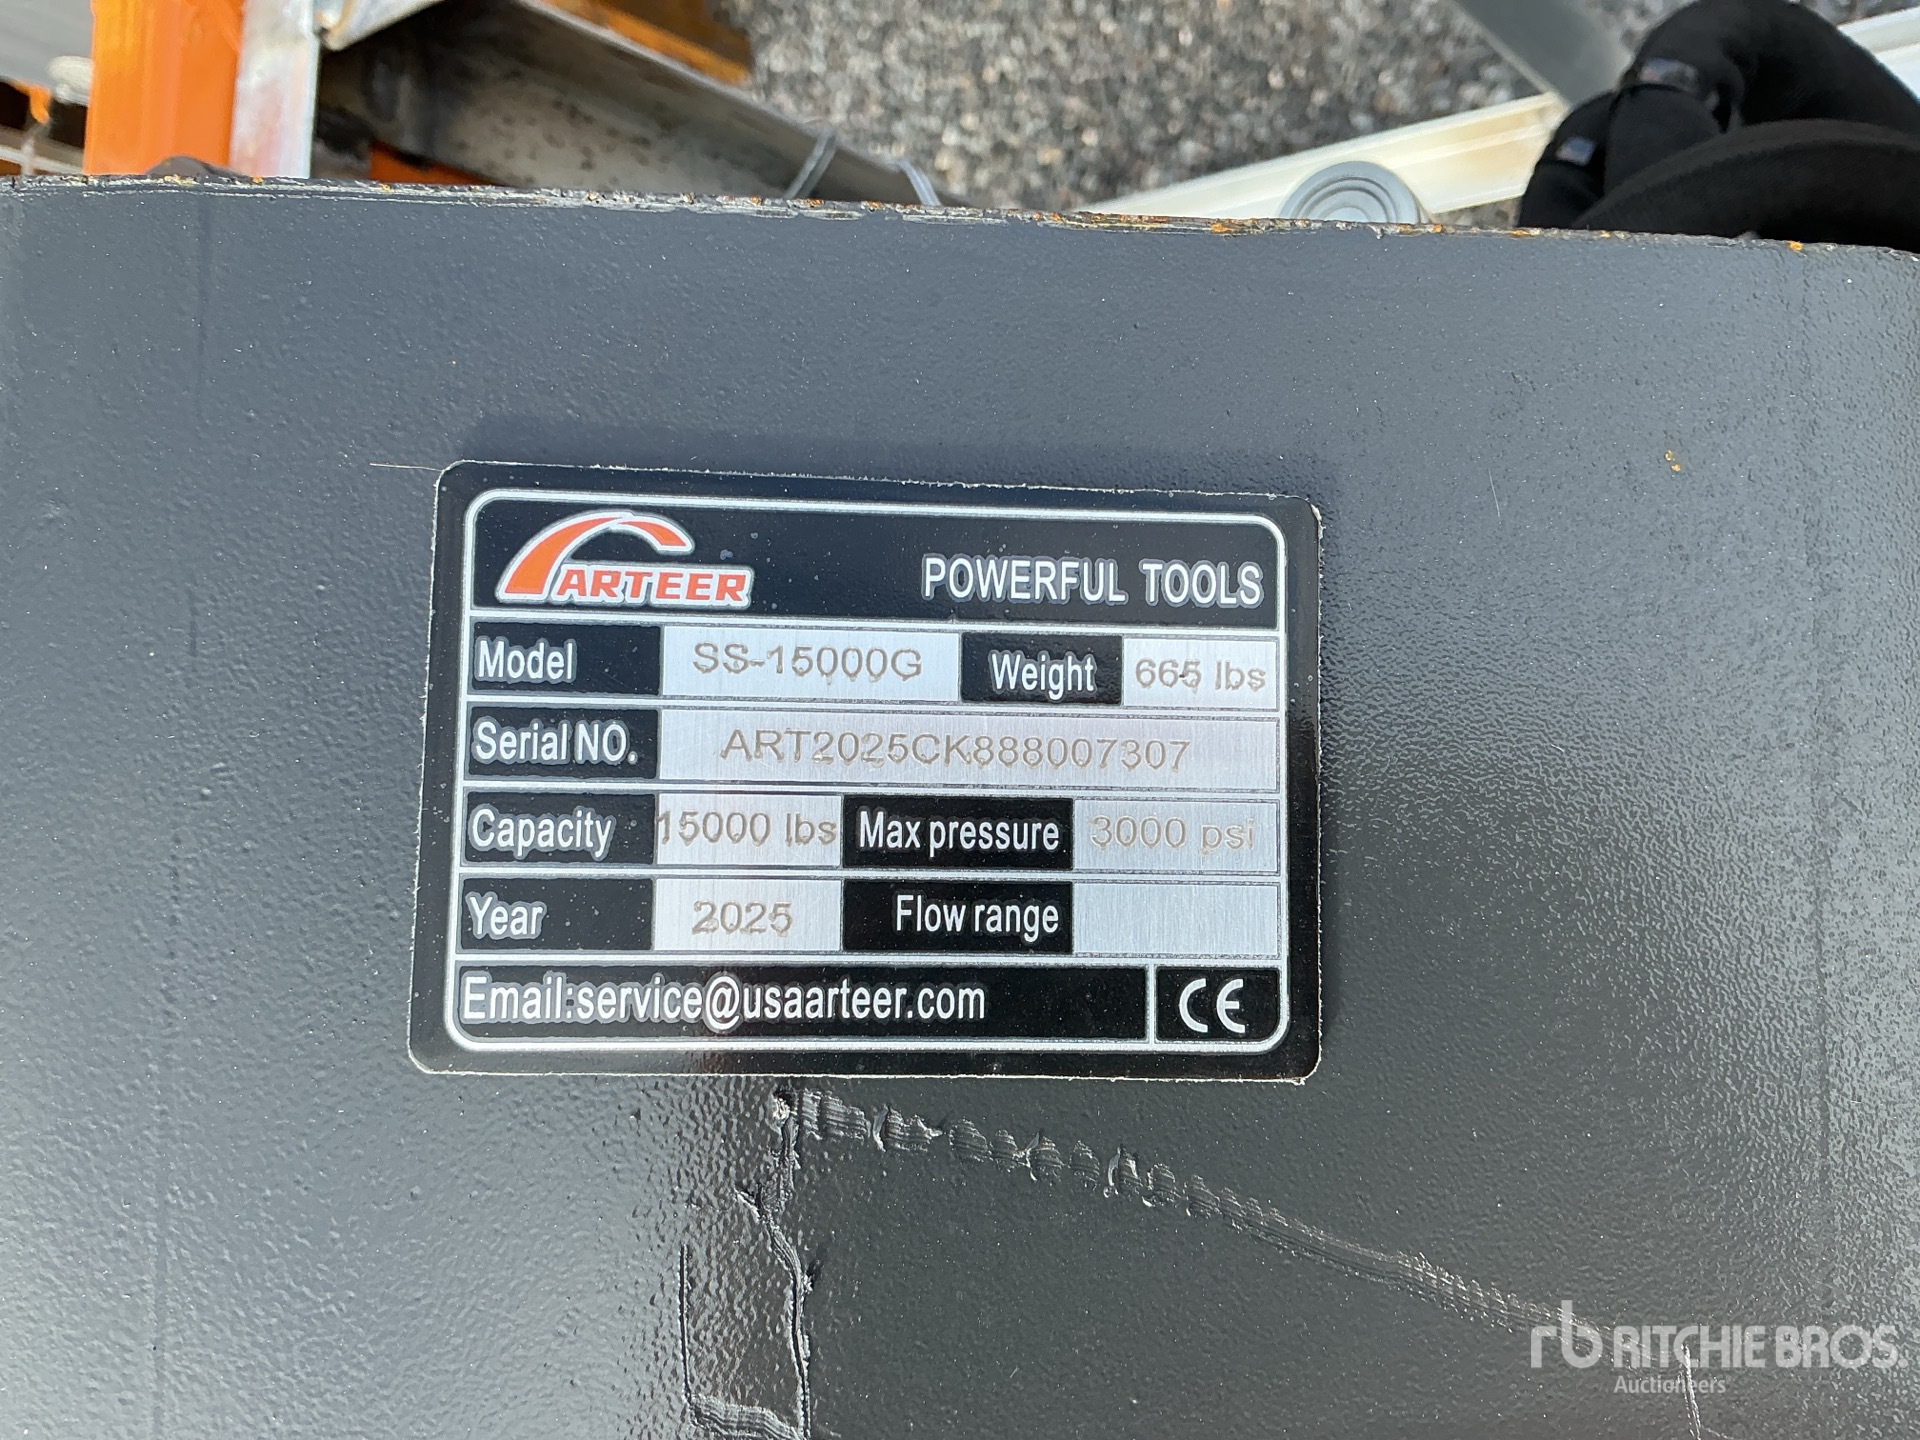 ARTEER POWERFUL TOOLS
Model SS-15000G Weight 665 lbs
Serial NO. ART2025CK888007307
Capacity 15000 lbs Max pressure 3000 psi
Year 2025 Flow range
Email:service@usaarteer.com CE
rb RITCHIE BROS.
Auctioneers